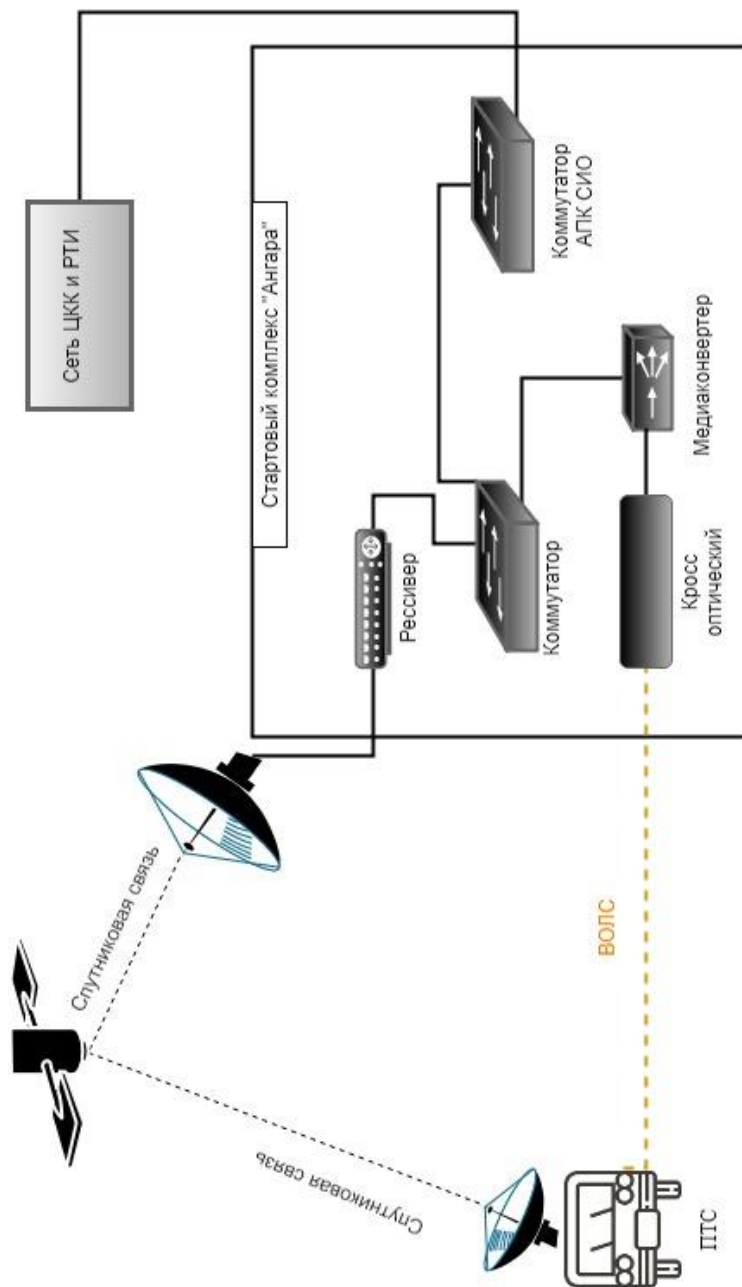 Сеть ЦКК и РТИ
Стартовый комплекс "Ангара"
Спутниковая связь
Спутниковая связь
Рессивер
Коммутатор
АПК СИО
Коммутатор
Медиаконвертер
Кросс
оптический
ВОЛС
ПТС